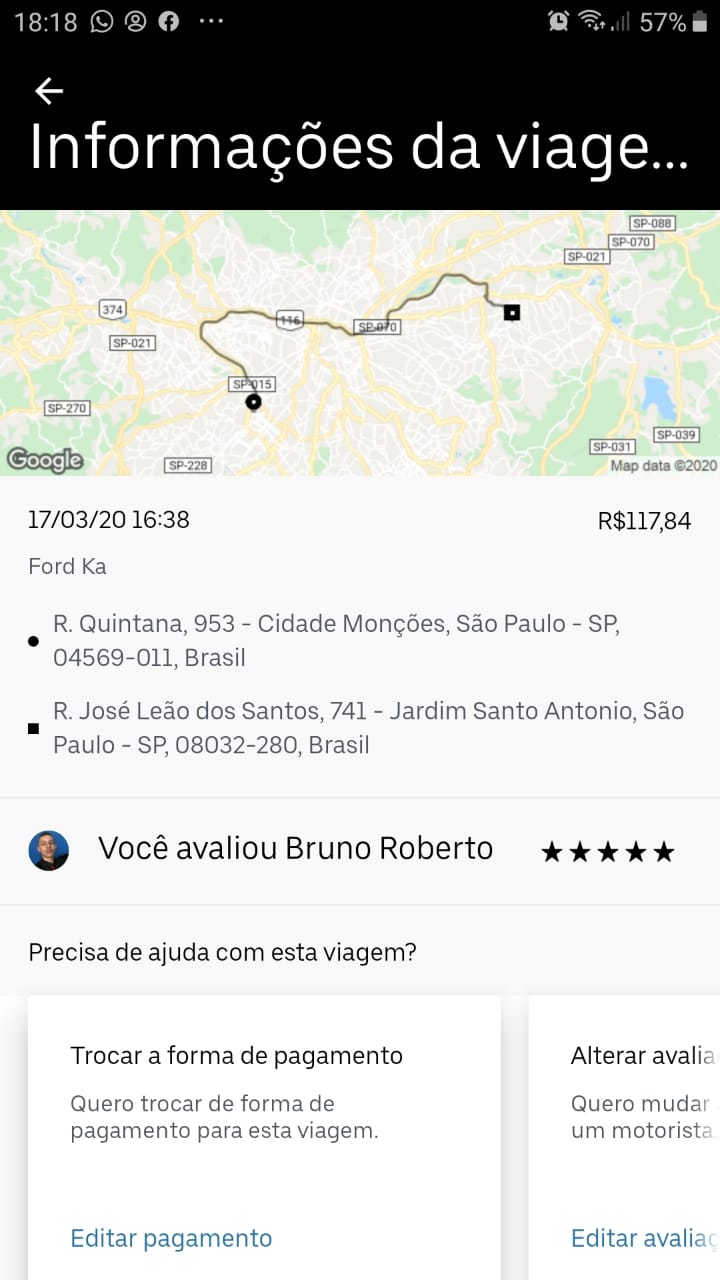 18:18
57%
Informações da viage...
SP-088
SP-070
SP-021
374
116
SP-070
SP-021
SP-015
SP-270
SP-039
SP-031
SP-228
Google
Map data ©2020
17/03/20 16:38
R$117,84
Ford Ka
R. Quintana, 953 - Cidade Monções, São Paulo - SP,
04569-011, Brasil
R. José Leão dos Santos, 741 - Jardim Santo Antonio, São
Paulo - SP, 08032-280, Brasil
Você avaliou Bruno Roberto
Precisa de ajuda com esta viagem?
Trocar a forma de pagamento
Quero trocar de forma de
pagamento para esta viagem.
Editar pagamento
Alterar avalia
Quero mudar
um motorista.
Editar avaliaç